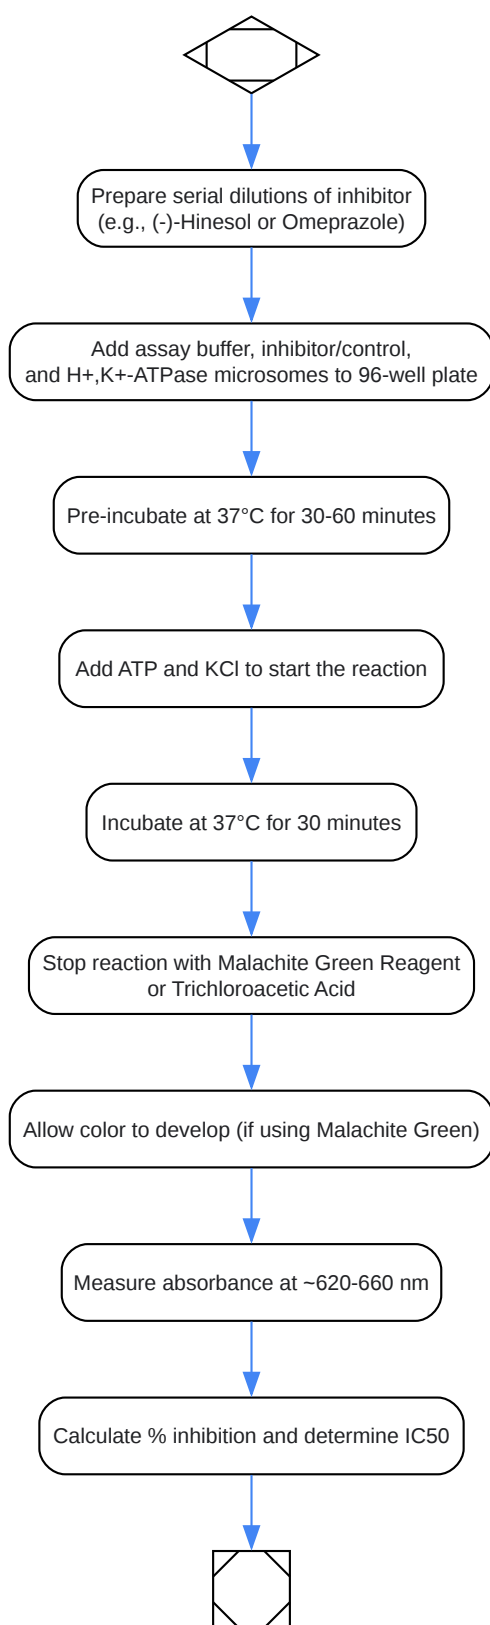 Prepare serial dilutions of inhibitor
(e.g., (-)-Hinesol or Omeprazole)
Add assay buffer, inhibitor/control,
and H+,K+-ATPase microsomes to 96-well plate
Pre-incubate at 37°C for 30-60 minutes
Add ATP and KCl to start the reaction
Incubate at 37°C for 30 minutes
Stop reaction with Malachite Green Reagent
or Trichloroacetic Acid
Allow color to develop (if using Malachite Green)
Measure absorbance at ~620-660 nm
Calculate % inhibition and determine IC50